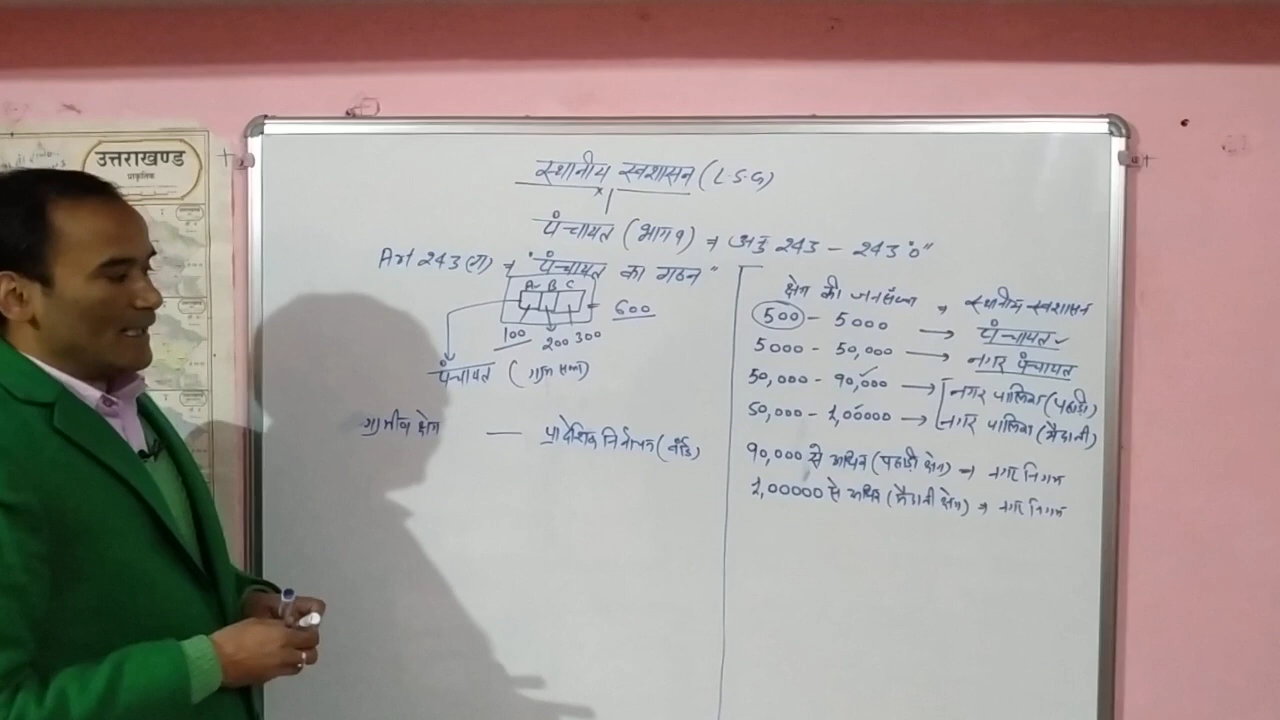 उत्तराखण्ड
प्राकृतिक
स्थानीय स्वशासन (L.S.G)
पंचायत (भाग 9) → अनु 243 - 243 ण"
Art 243(ग) → "पंचायत का गठन"
A B C
600
100 200 300
पंचायत (ग्राम सभा)
ग्रामीण क्षेत्र — प्रादेशिक निर्वाचन (वार्ड)
क्षेत्र की जनसंख्या → स्थानीय स्वशासन
500 - 5000 → पंचायत
5000 - 50,000 → नगर पंचायत
50,000 - 90,000 → नगर पालिका (पहाड़ी)
50,000 - 1,00000 → नगर पालिका (मैदानी)
90,000 से अधिक (पहाड़ी क्षेत्र) → नगर निगम
1,00000 से अधिक (मैदानी क्षेत्र) → नगर निगम